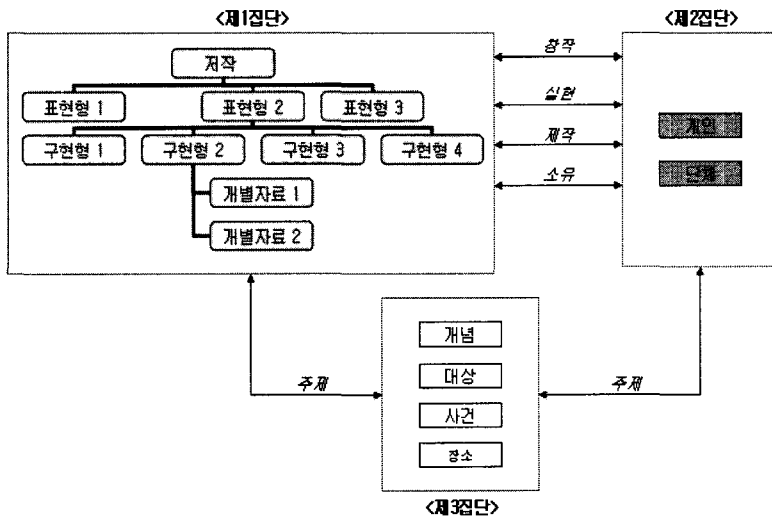 <제1집단>
<제2집단>
저작
표현형 1
표현형 2
표현형 3
구현형 1
구현형 2
구현형 3
구현형 4
개별자료 1
개별자료 2
창작
실현
제작
소유
개인
단체
주제
주제
개념
대상
사건
장소
<제3집단>